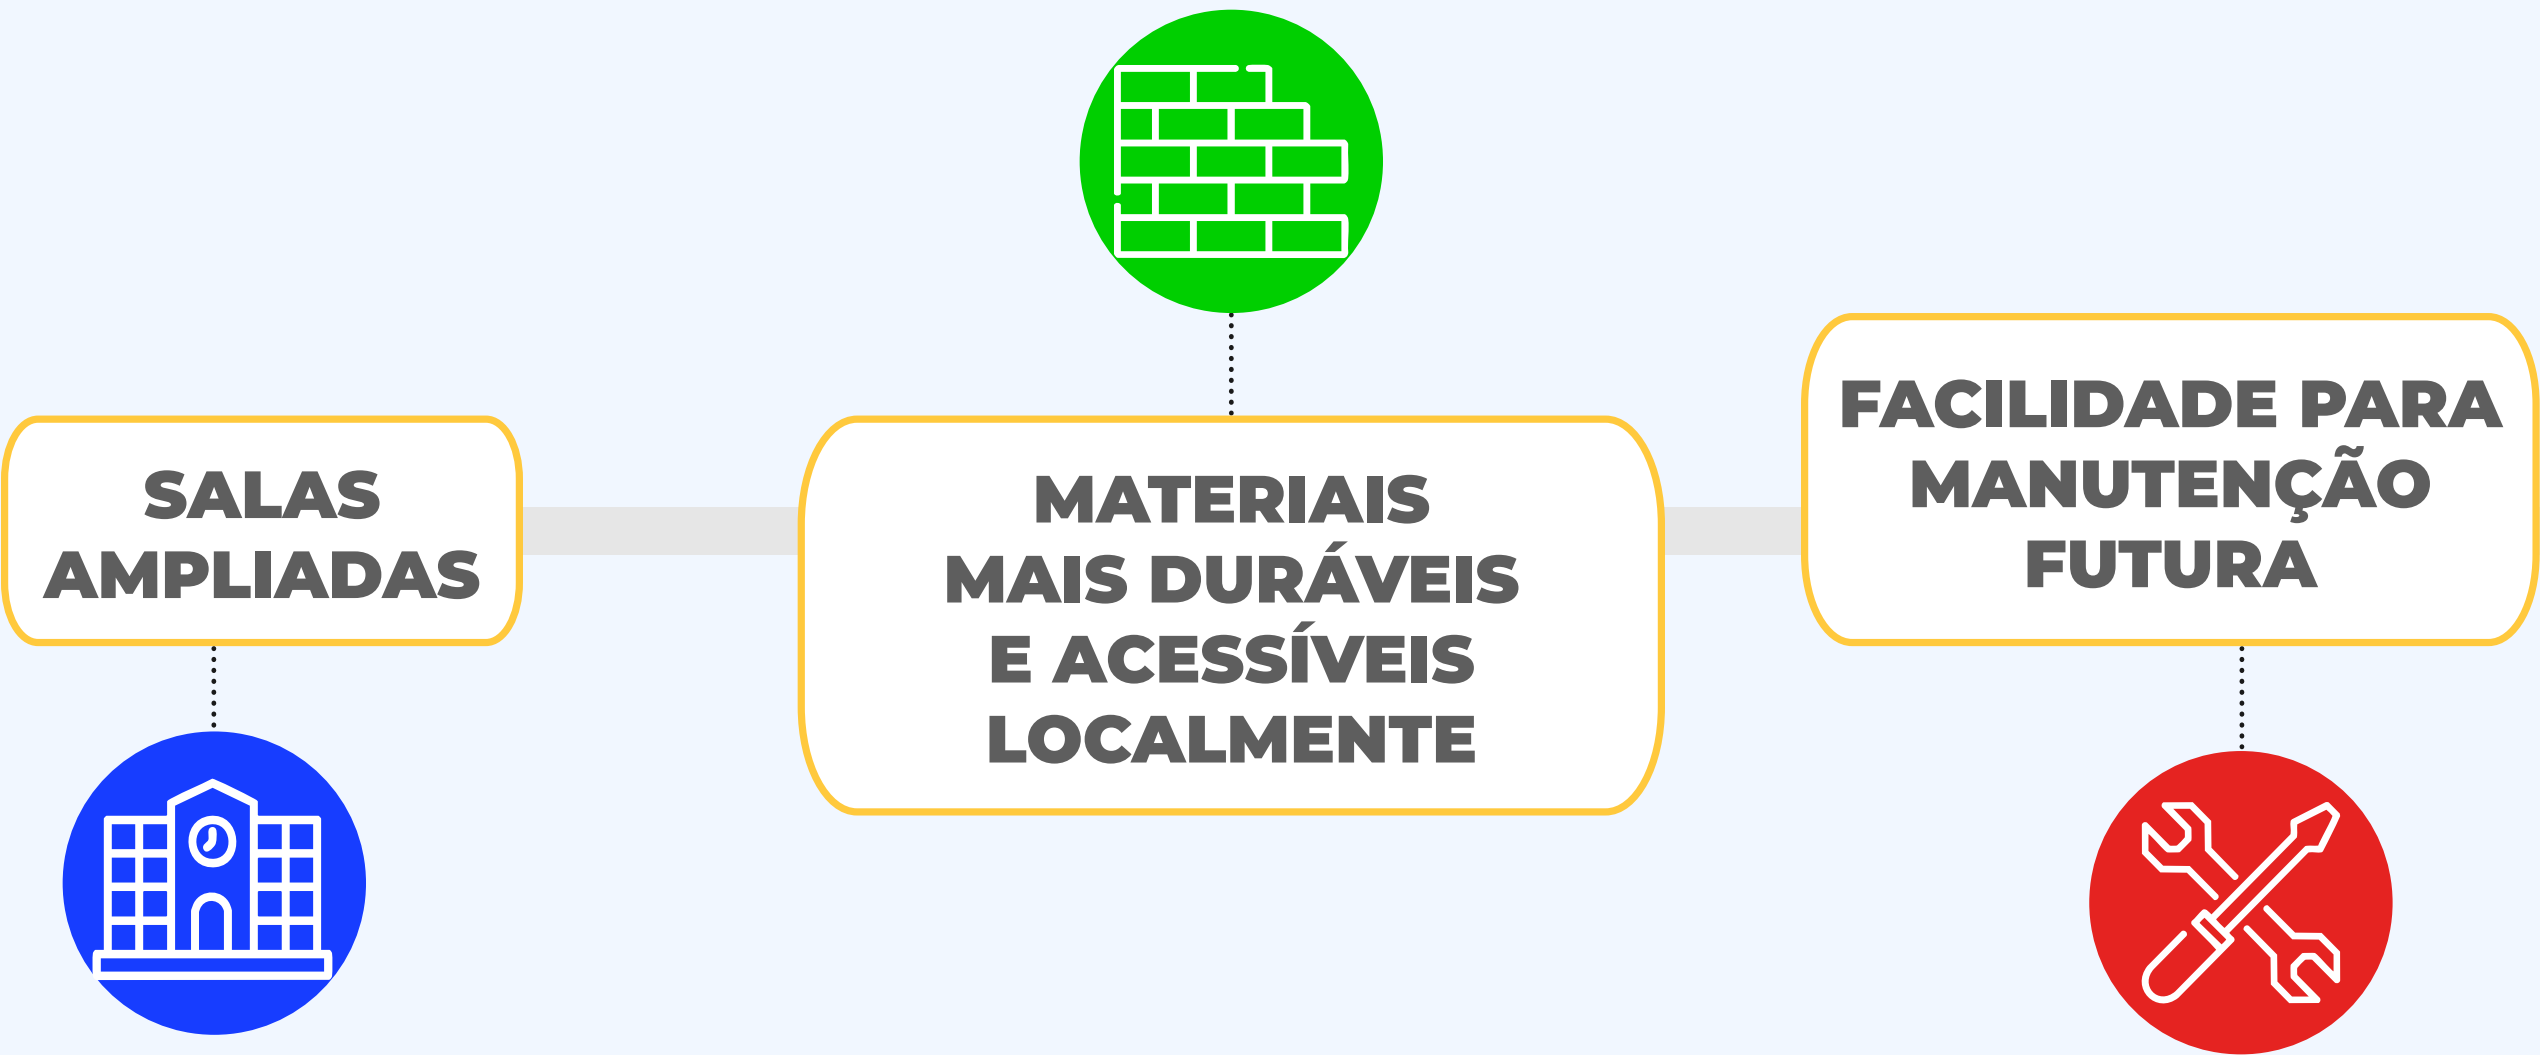 SALAS
AMPLIADAS
MATERIAIS
MAIS DURÁVEIS
E ACESSÍVEIS
LOCALMENTE
FACILIDADE PARA
MANUTENÇÃO
FUTURA